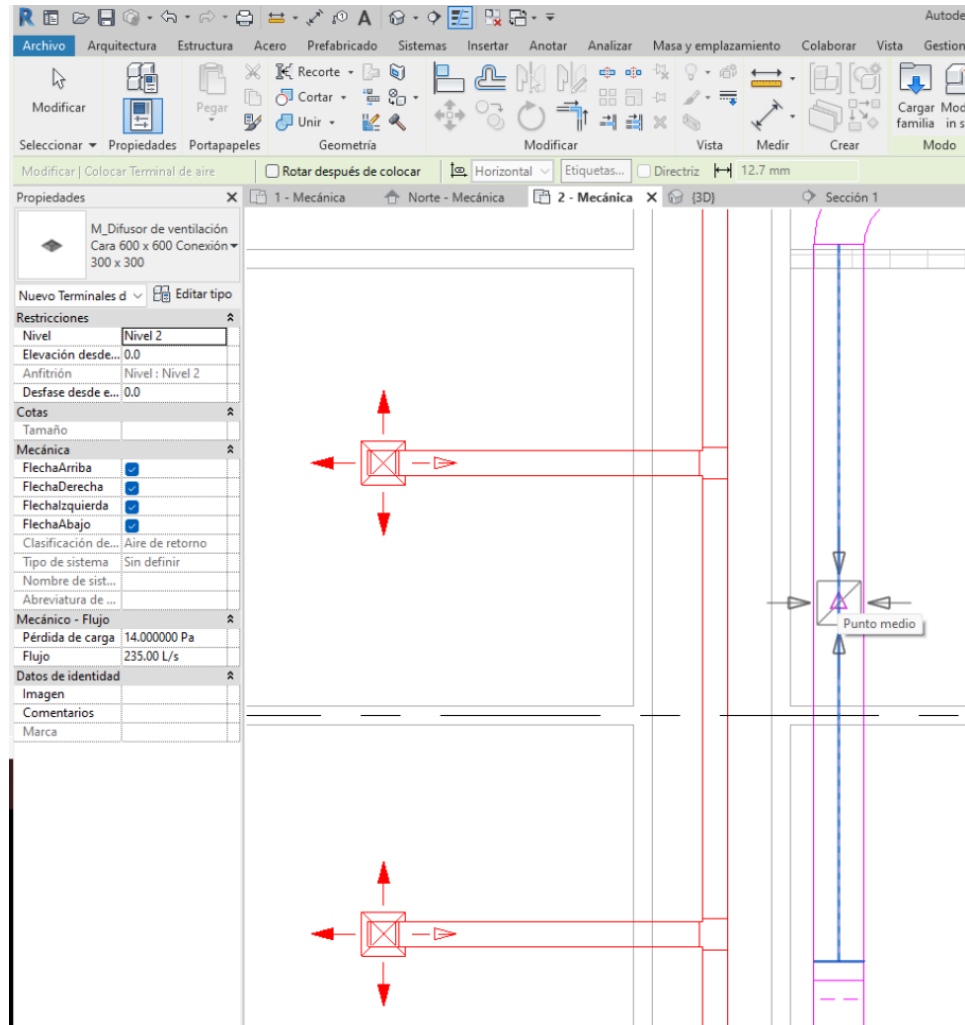 R A Autode
Archivo Arquitectura Estructura Acero Prefabricado Sistemas Insertar Anotar Analizar Masa y emplazamiento Colaborar Vista Gestion
Modificar
Pegar
Recorte
Cortar
Unir
Cargar familia
Mod in s
Seleccionar Propiedades Portapapeles Geometría Modificar Vista Medir Crear Modo
Modificar | Colocar Terminal de aire Rotar después de colocar Horizontal Etiquetas... Directriz 12.7 mm
Propiedades X 1 - Mecánica Norte - Mecánica 2 - Mecánica X {3D} Sección 1
M_Difusor de ventilación
Cara 600 x 600 Conexión
300 x 300
Nuevo Terminales d Editar tipo
Restricciones
Nivel Nivel 2
Elevación desde... 0.0
Anfitrión Nivel : Nivel 2
Desfase desde e... 0.0
Cotas
Tamaño
Mecánica
FlechaArriba
FlechaDerecha
FlechaIzquierda
FlechaAbajo
Clasificación de... Aire de retorno
Tipo de sistema Sin definir
Nombre de sist...
Abreviatura de ...
Mecánico - Flujo
Pérdida de carga 14.000000 Pa
Flujo 235.00 L/s
Datos de identidad
Imagen
Comentarios
Marca
Punto medio